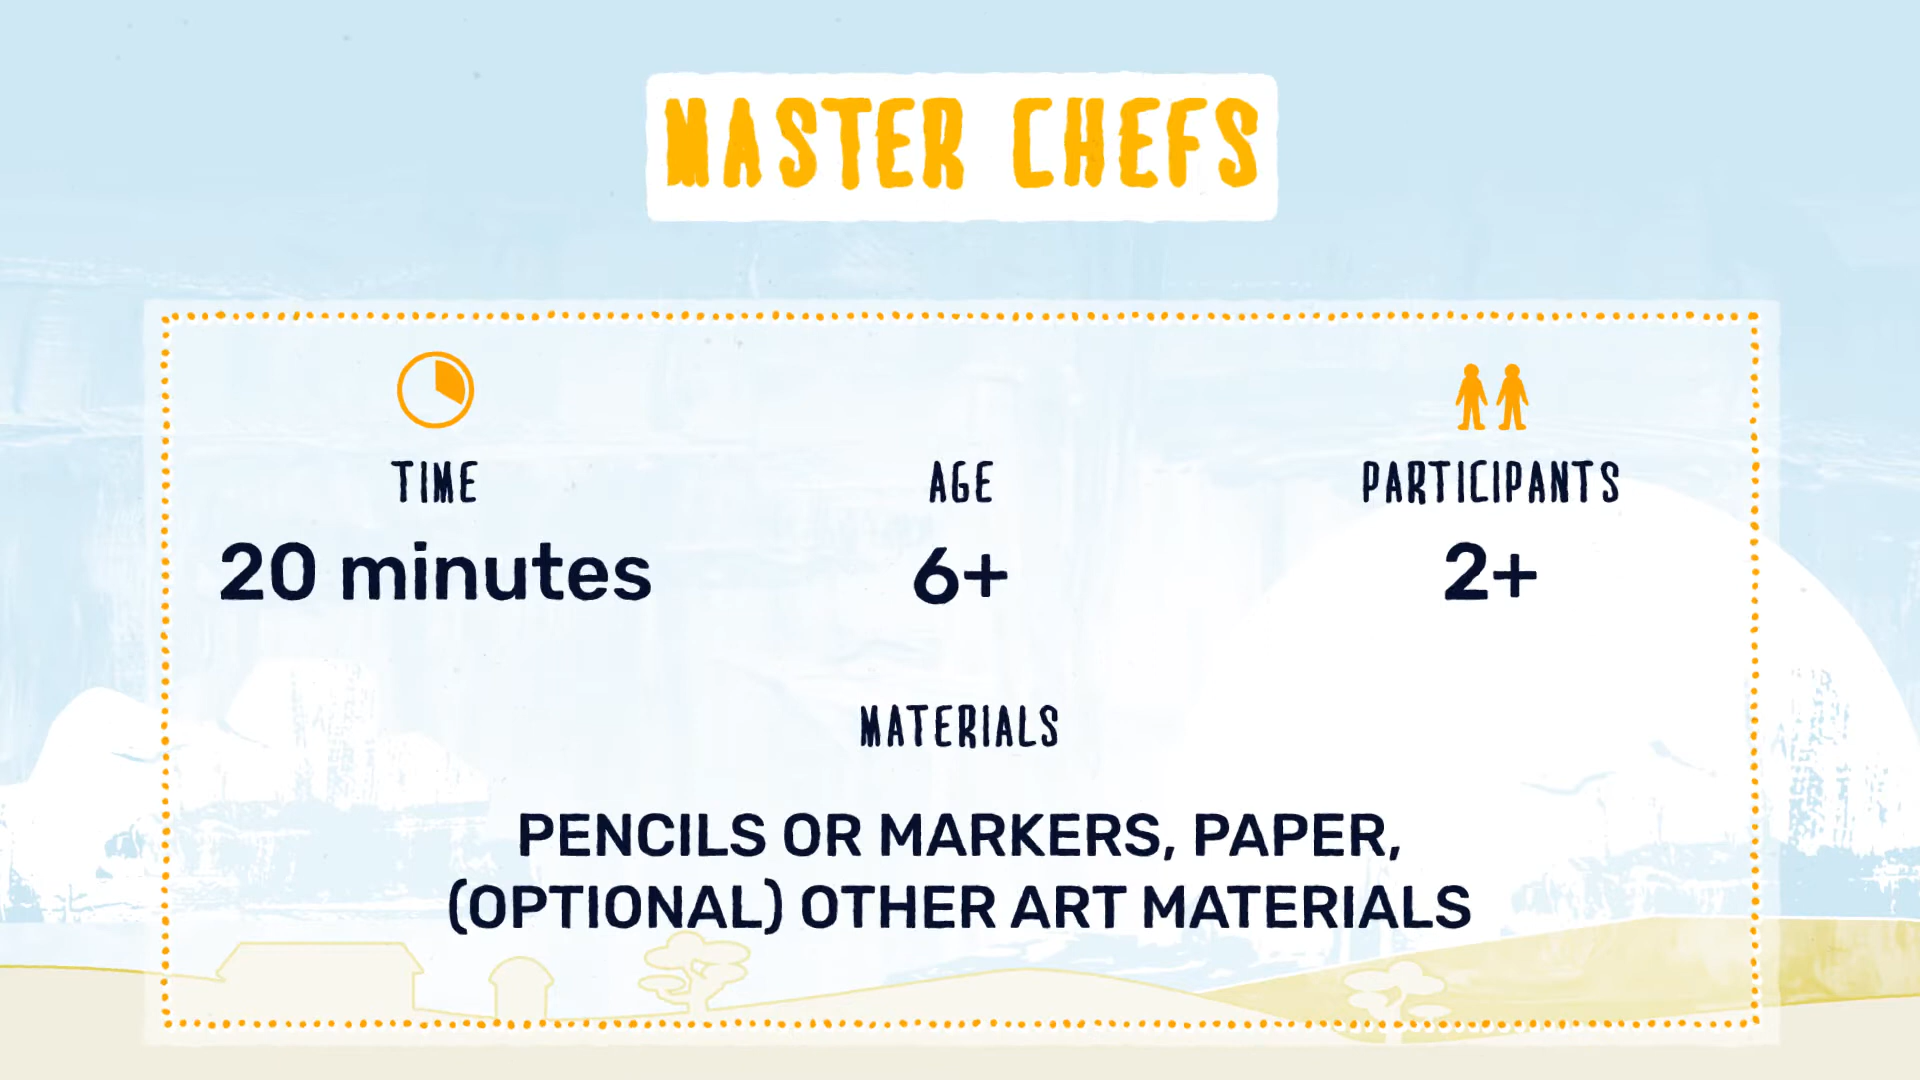 MASTER CHEFS
TIME
AGE
PARTICIPANTS
20 minutes
6+
2+
MATERIALS
PENCILS OR MARKERS, PAPER,
(OPTIONAL) OTHER ART MATERIALS